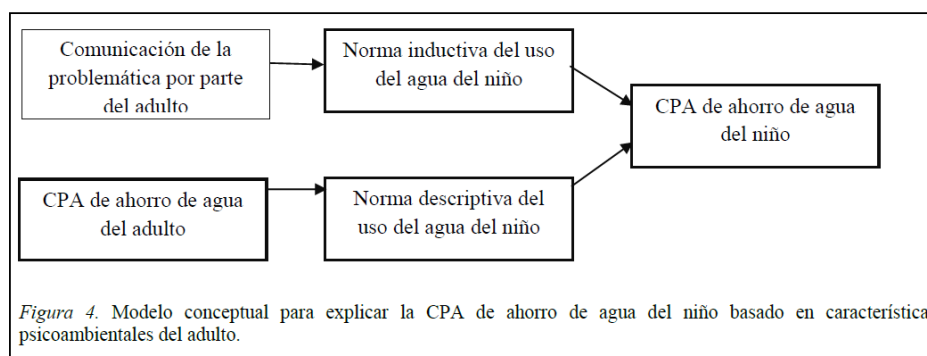 Comunicación de la
problemática por parte
del adulto
Norma inductiva del uso
del agua del niño
CPA de ahorro de agua
del niño
CPA de ahorro de agua
del adulto
Norma descriptiva del
uso del agua del niño
Figura 4. Modelo conceptual para explicar la CPA de ahorro de agua del niño basado en característica
psicoambientales del adulto.